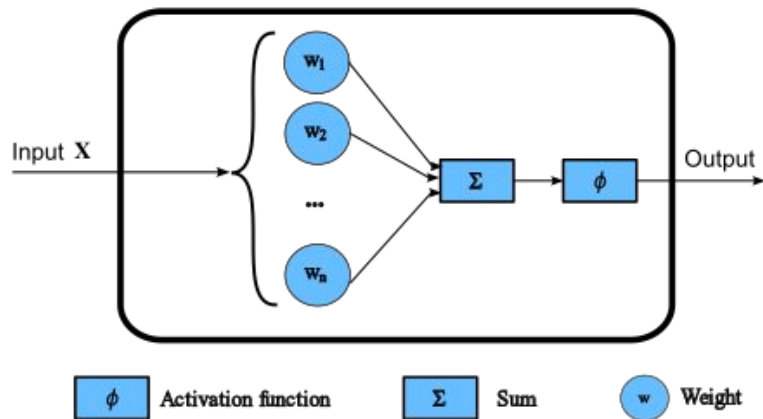 w1
w2
Input X
Σ
ϕ
Output
...
wn
ϕ Activation function
Σ Sum
w Weight